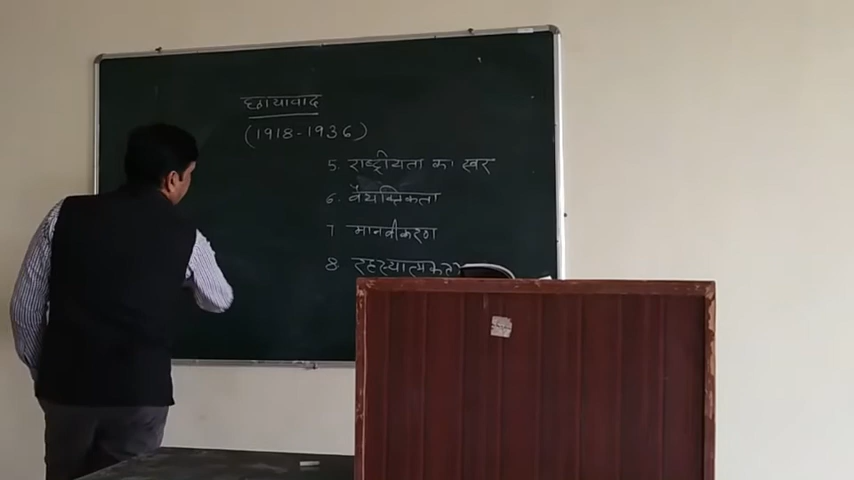 छायावाद
(1918-1936)
5. राष्ट्रीयता का स्वर
6. वैयक्तिकता
7 मानवीकरण
8 रहस्यात्मकता